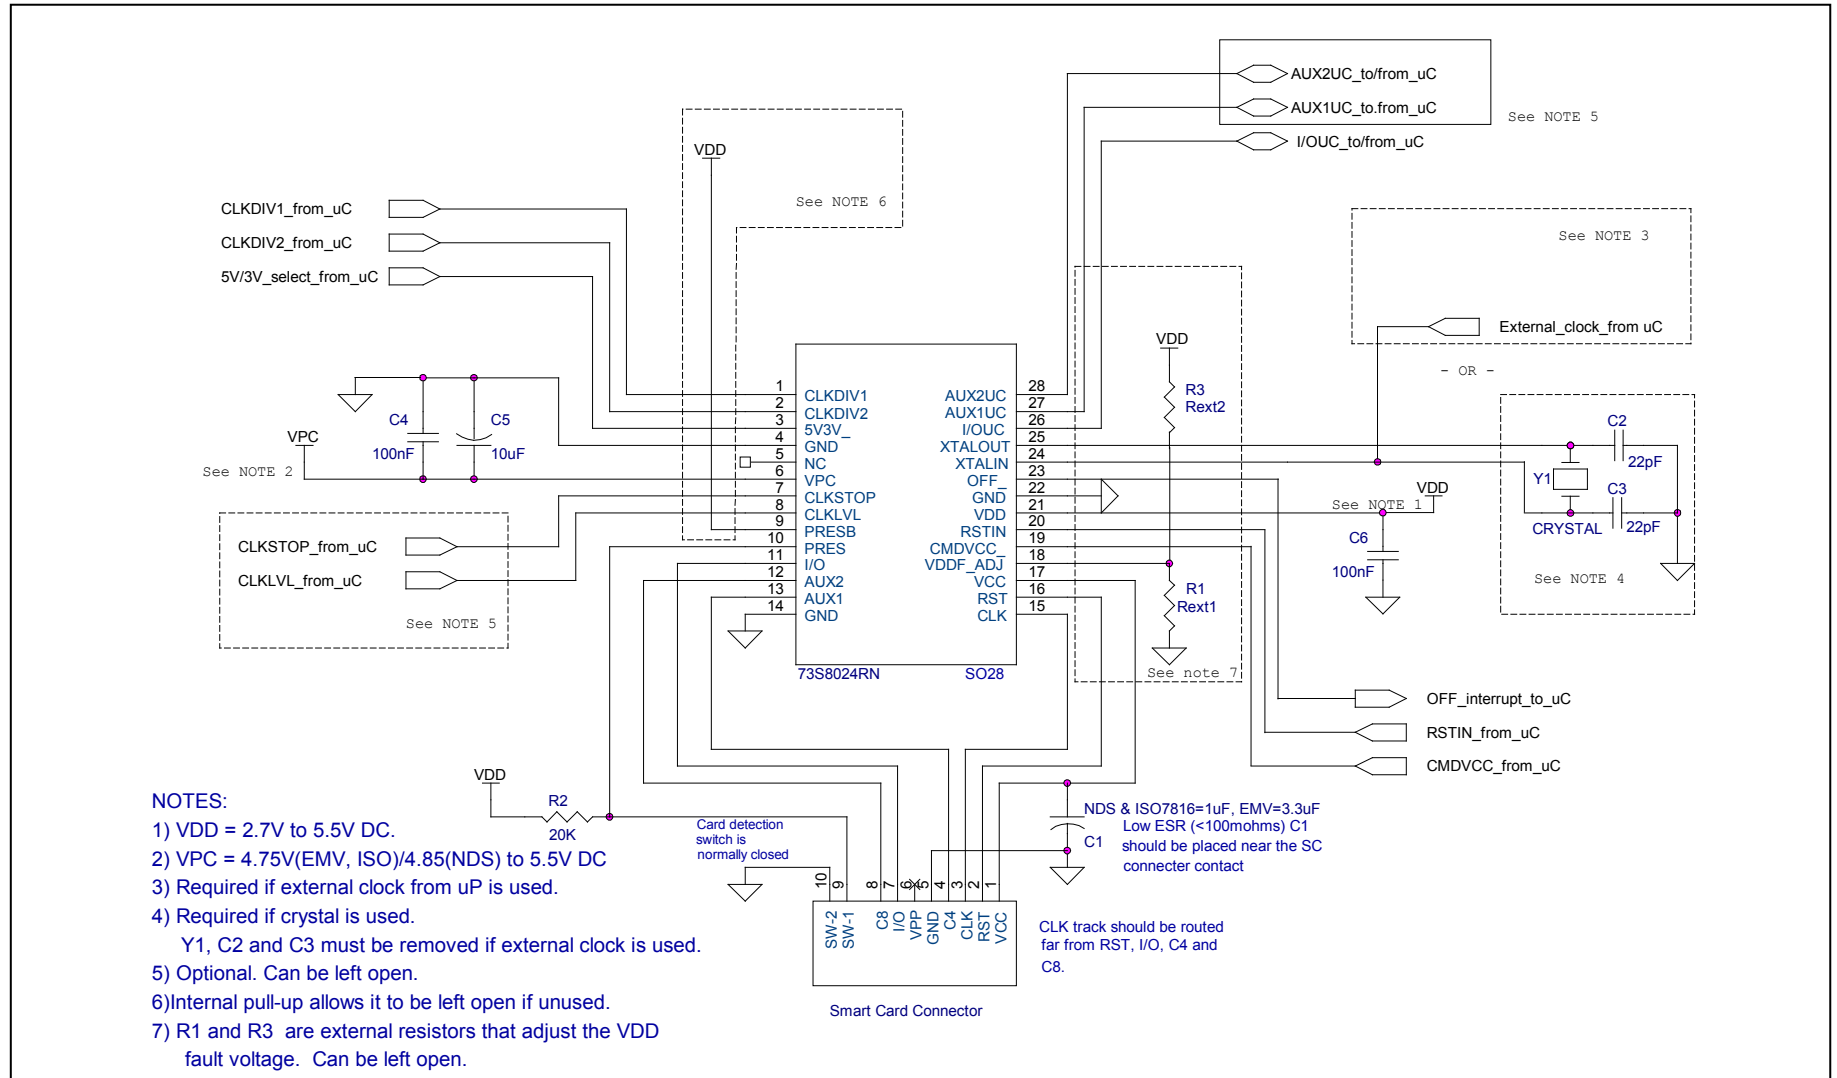 AUX2UC_to/from_uC
AUX1UC_to.from_uC
See NOTE 5
I/OUC_to/from_uC
VDD
See NOTE 6
CLKDIV1_from_uC
CLKDIV2_from_uC
5V/3V_select_from_uC
See NOTE 3
External_clock_from uC
- OR -
VDD
R3
Rext2
1
CLKDIV1
2
CLKDIV2
3
5V3V_
4
GND
5
NC
6
VPC
7
CLKSTOP
8
CLKLVL
9
PRESB
10
PRES
11
I/O
12
AUX2
13
AUX1
14
GND
28
AUX2UC
27
AUX1UC
26
I/OUC
25
XTALOUT
24
XTALIN
23
OFF_
22
GND
21
VDD
20
RSTIN
19
CMDVCC_
18
VDDF_ADJ
17
VCC
16
RST
15
CLK
73S8024RN
SO28
C4
100nF
C5
10uF
VPC
See NOTE 2
CLKSTOP_from_uC
CLKLVL_from_uC
See NOTE 5
C2
22pF
Y1
C3
22pF
CRYSTAL
See NOTE 4
See NOTE 1
VDD
C6
100nF
R1
Rext1
See note 7
OFF_interrupt_to_uC
RSTIN_from_uC
CMDVCC_from_uC
VDD
R2
20K
Card detection
switch is
normally closed
NDS & ISO7816=1uF, EMV=3.3uF
Low ESR (<100mohms) C1
should be placed near the SC
connecter contact
C1
10
9
8
7
6
5
4
3
2
1
SW-2
SW-1
C8
I/O
VPP
GND
C4
CLK
RST
VCC
CLK track should be routed
far from RST, I/O, C4 and
C8.
Smart Card Connector
NOTES:
1) VDD = 2.7V to 5.5V DC.
2) VPC = 4.75V(EMV, ISO)/4.85(NDS) to 5.5V DC
3) Required if external clock from uP is used.
4) Required if crystal is used.
Y1, C2 and C3 must be removed if external clock is used.
5) Optional. Can be left open.
6)Internal pull-up allows it to be left open if unused.
7) R1 and R3 are external resistors that adjust the VDD
fault voltage. Can be left open.